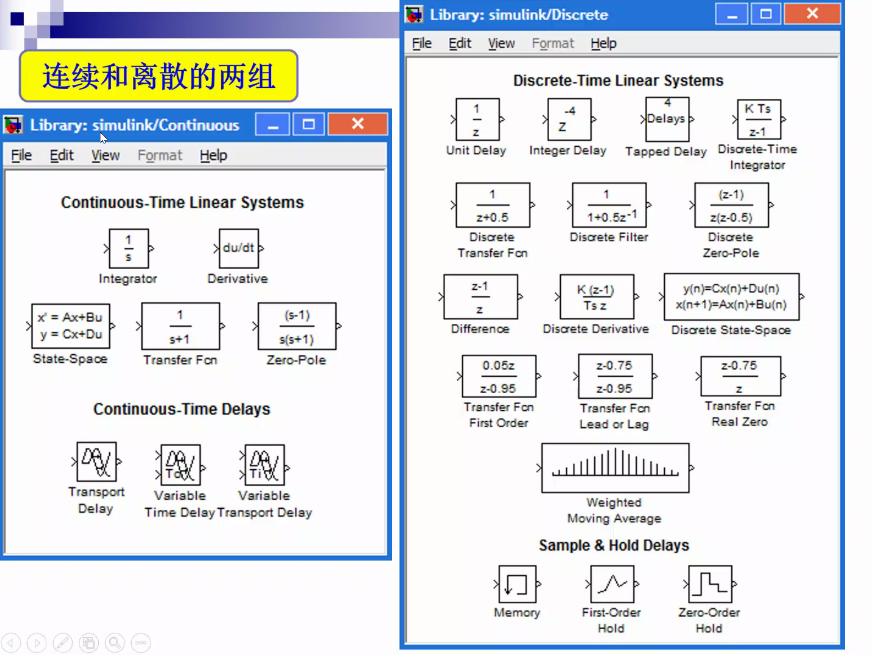 连续和离散的两组
Library: simulink/Continuous
File Edit View Format Help
Continuous-Time Linear Systems
1
s
Integrator
du/dt
Derivative
x' = Ax+Bu
y = Cx+Du
State-Space
1
s+1
Transfer Fcn
(s-1)
s(s+1)
Zero-Pole
Continuous-Time Delays
Transport
Delay
To
Variable
Time Delay
Ti
Variable
Transport Delay
Library: simulink/Discrete
File Edit View Format Help
Discrete-Time Linear Systems
1
z
Unit Delay
-4
Z
Integer Delay
4
Delays
Tapped Delay
K Ts
z-1
Discrete-Time
Integrator
1
z+0.5
Discrete
Transfer Fcn
1
1+0.5z-1
Discrete Filter
(z-1)
z(z-0.5)
Discrete
Zero-Pole
z-1
z
Difference
K (z-1)
Ts z
Discrete Derivative
y(n)=Cx(n)+Du(n)
x(n+1)=Ax(n)+Bu(n)
Discrete State-Space
0.05z
z-0.95
Transfer Fcn
First Order
z-0.75
z-0.95
Transfer Fcn
Lead or Lag
z-0.75
z
Transfer Fcn
Real Zero
Weighted
Moving Average
Sample & Hold Delays
Memory
First-Order
Hold
Zero-Order
Hold